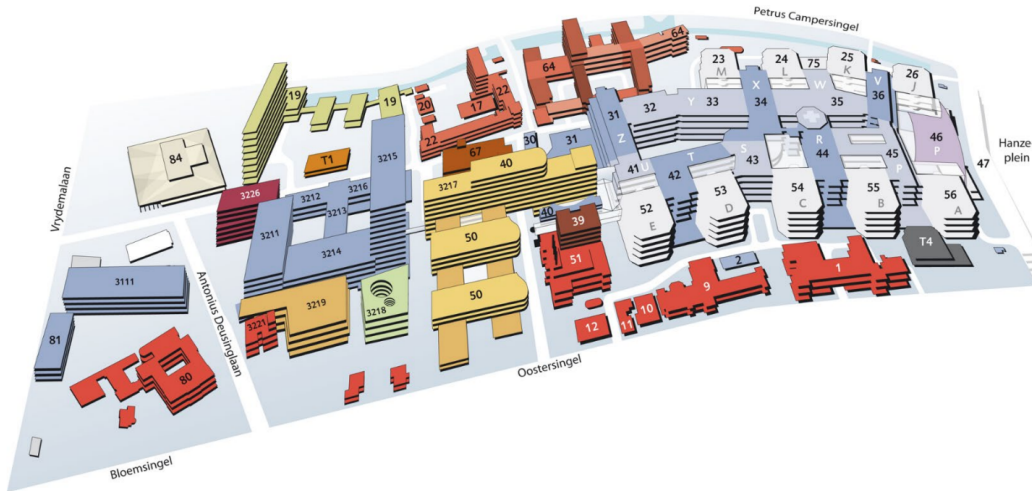 Petrus Campersingel
64
23
M
24
L
75
25
K
26
J
V
64
19
19
20
17
22
22
X
W
31
32
Y
33
34
35
36
46
P
Hanze
plein
47
84
T1
3215
67
30
31
Z
40
3217
U
T
S
R
41
42
43
44
45
P
3226
3212
3216
3213
3211
3214
40
39
52
E
53
D
54
C
55
B
56
A
T4
Vrydemalaan
50
51
2
9
1
3111
Antonius Deusinglaan
3219
3218
3221
50
12
11
10
81
80
Oostersingel
Bloemsingel